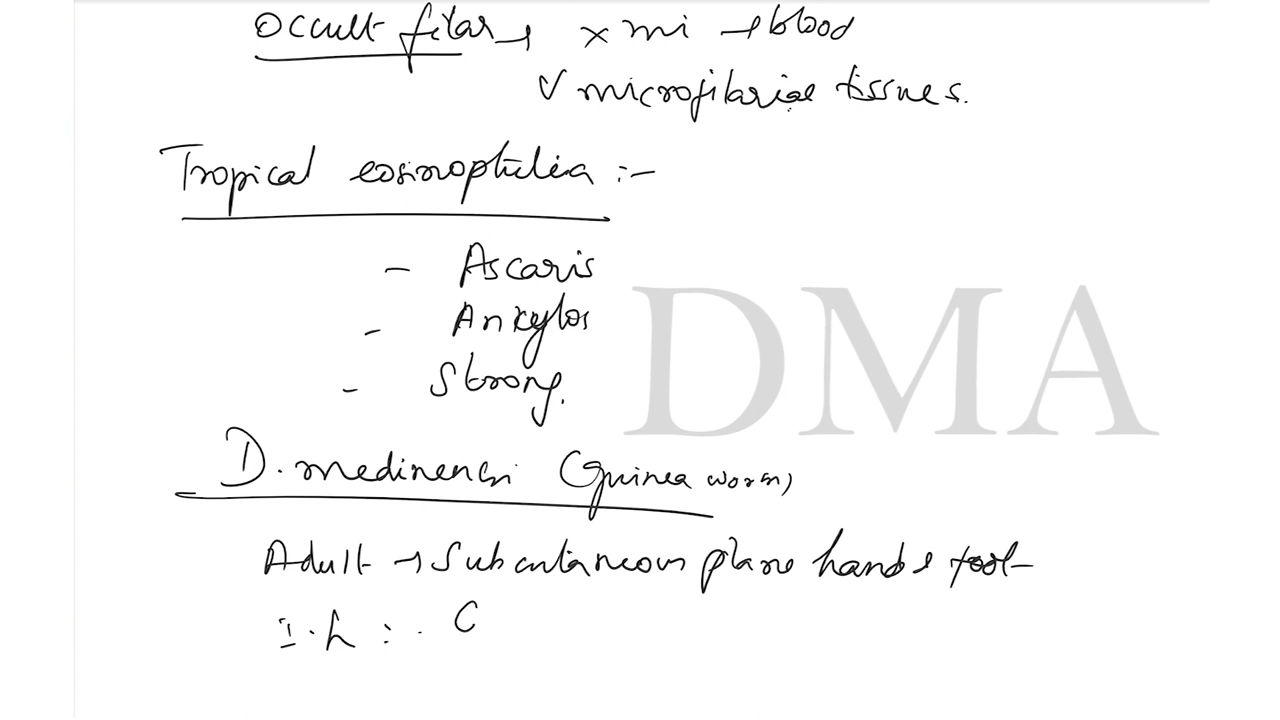 Occult filar → × mi → blood
✓ microfilariae tissues.
Tropical eosinophilia :-
- Ascaris
- Ankylos
- Strong.
DMA
D. medinensi (Guinea worm)
Adult → Subcutaneous plane hand & foot
I.h : . C